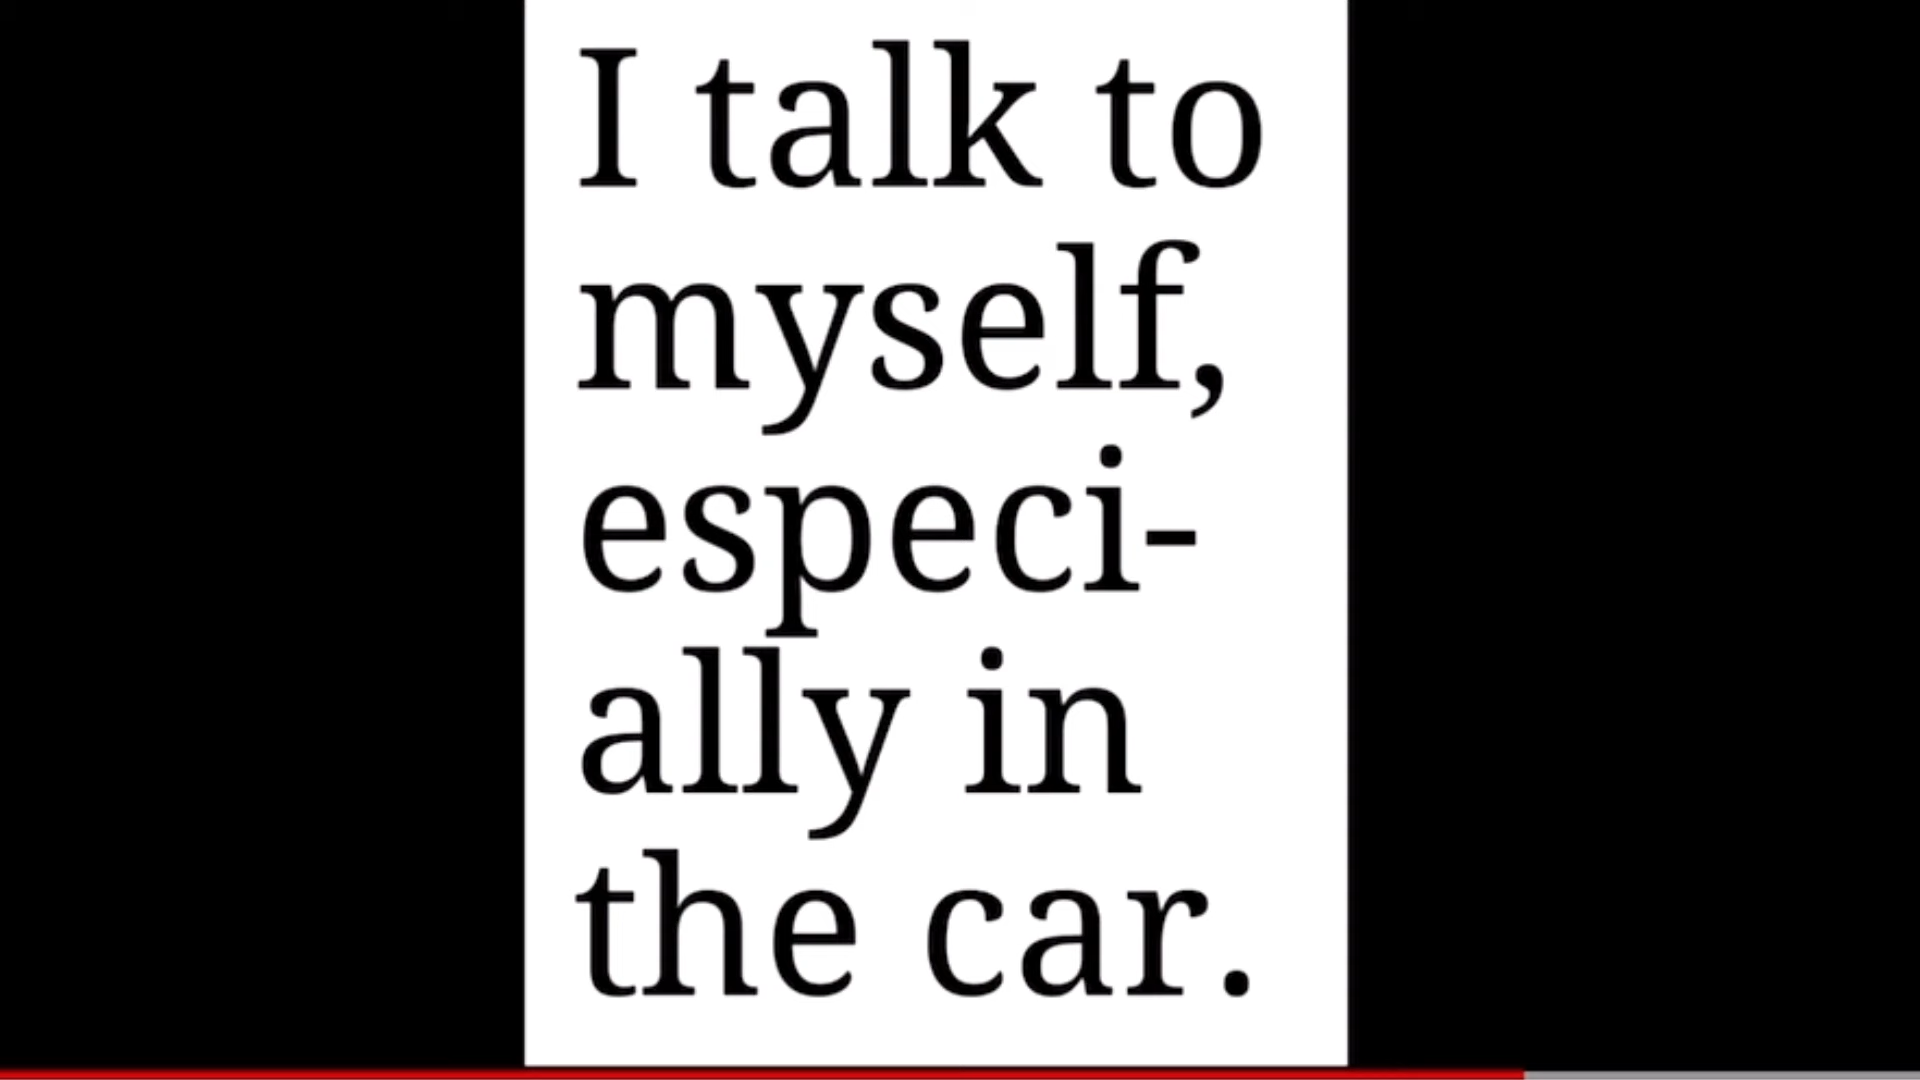 I talk to
myself,
especi-
ally in
the car.